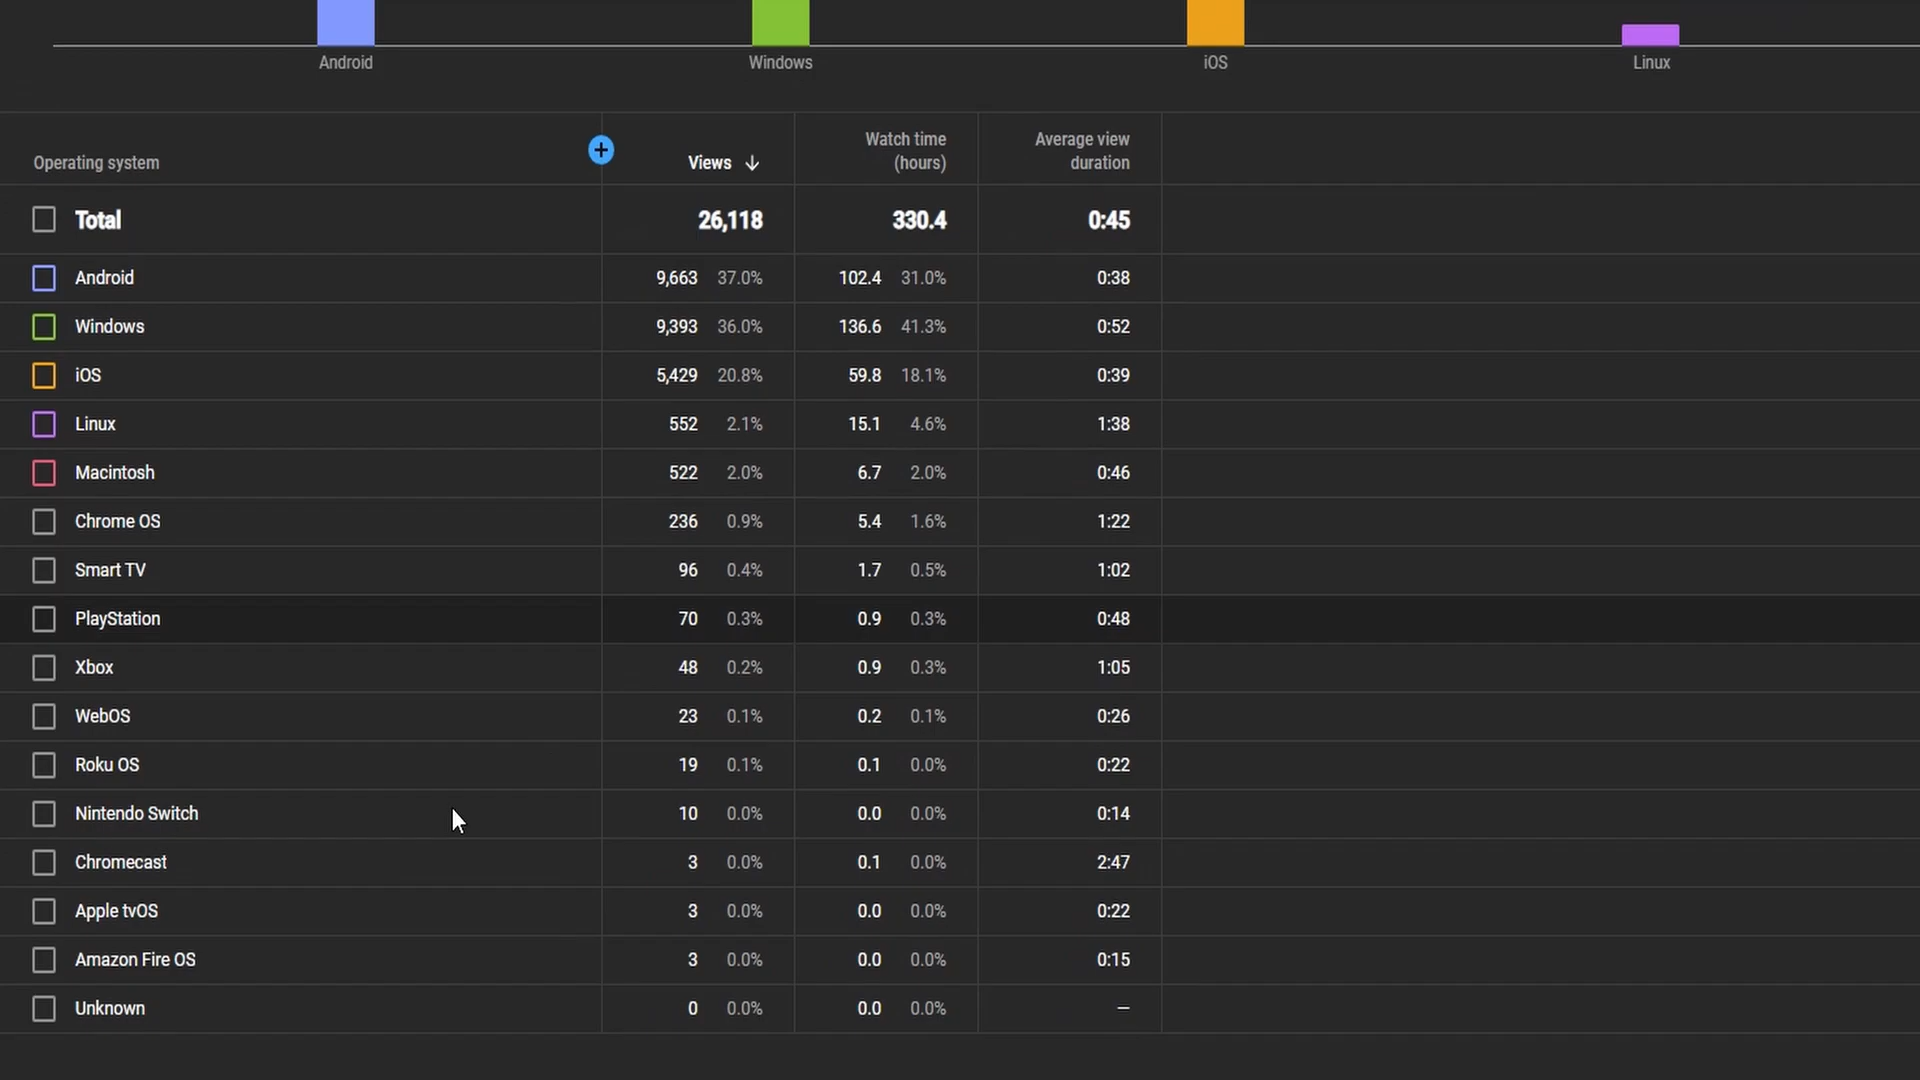 Android Windows iOS Linux
Operating system Views Watch time (hours) Average view duration
Total 26,118 330.4 0:45
Android 9,663 37.0% 102.4 31.0% 0:38
Windows 9,393 36.0% 136.6 41.3% 0:52
iOS 5,429 20.8% 59.8 18.1% 0:39
Linux 552 2.1% 15.1 4.6% 1:38
Macintosh 522 2.0% 6.7 2.0% 0:46
Chrome OS 236 0.9% 5.4 1.6% 1:22
Smart TV 96 0.4% 1.7 0.5% 1:02
PlayStation 70 0.3% 0.9 0.3% 0:48
Xbox 48 0.2% 0.9 0.3% 1:05
WebOS 23 0.1% 0.2 0.1% 0:26
Roku OS 19 0.1% 0.1 0.0% 0:22
Nintendo Switch 10 0.0% 0.0 0.0% 0:14
Chromecast 3 0.0% 0.1 0.0% 2:47
Apple tvOS 3 0.0% 0.0 0.0% 0:22
Amazon Fire OS 3 0.0% 0.0 0.0% 0:15
Unknown 0 0.0% 0.0 0.0% —